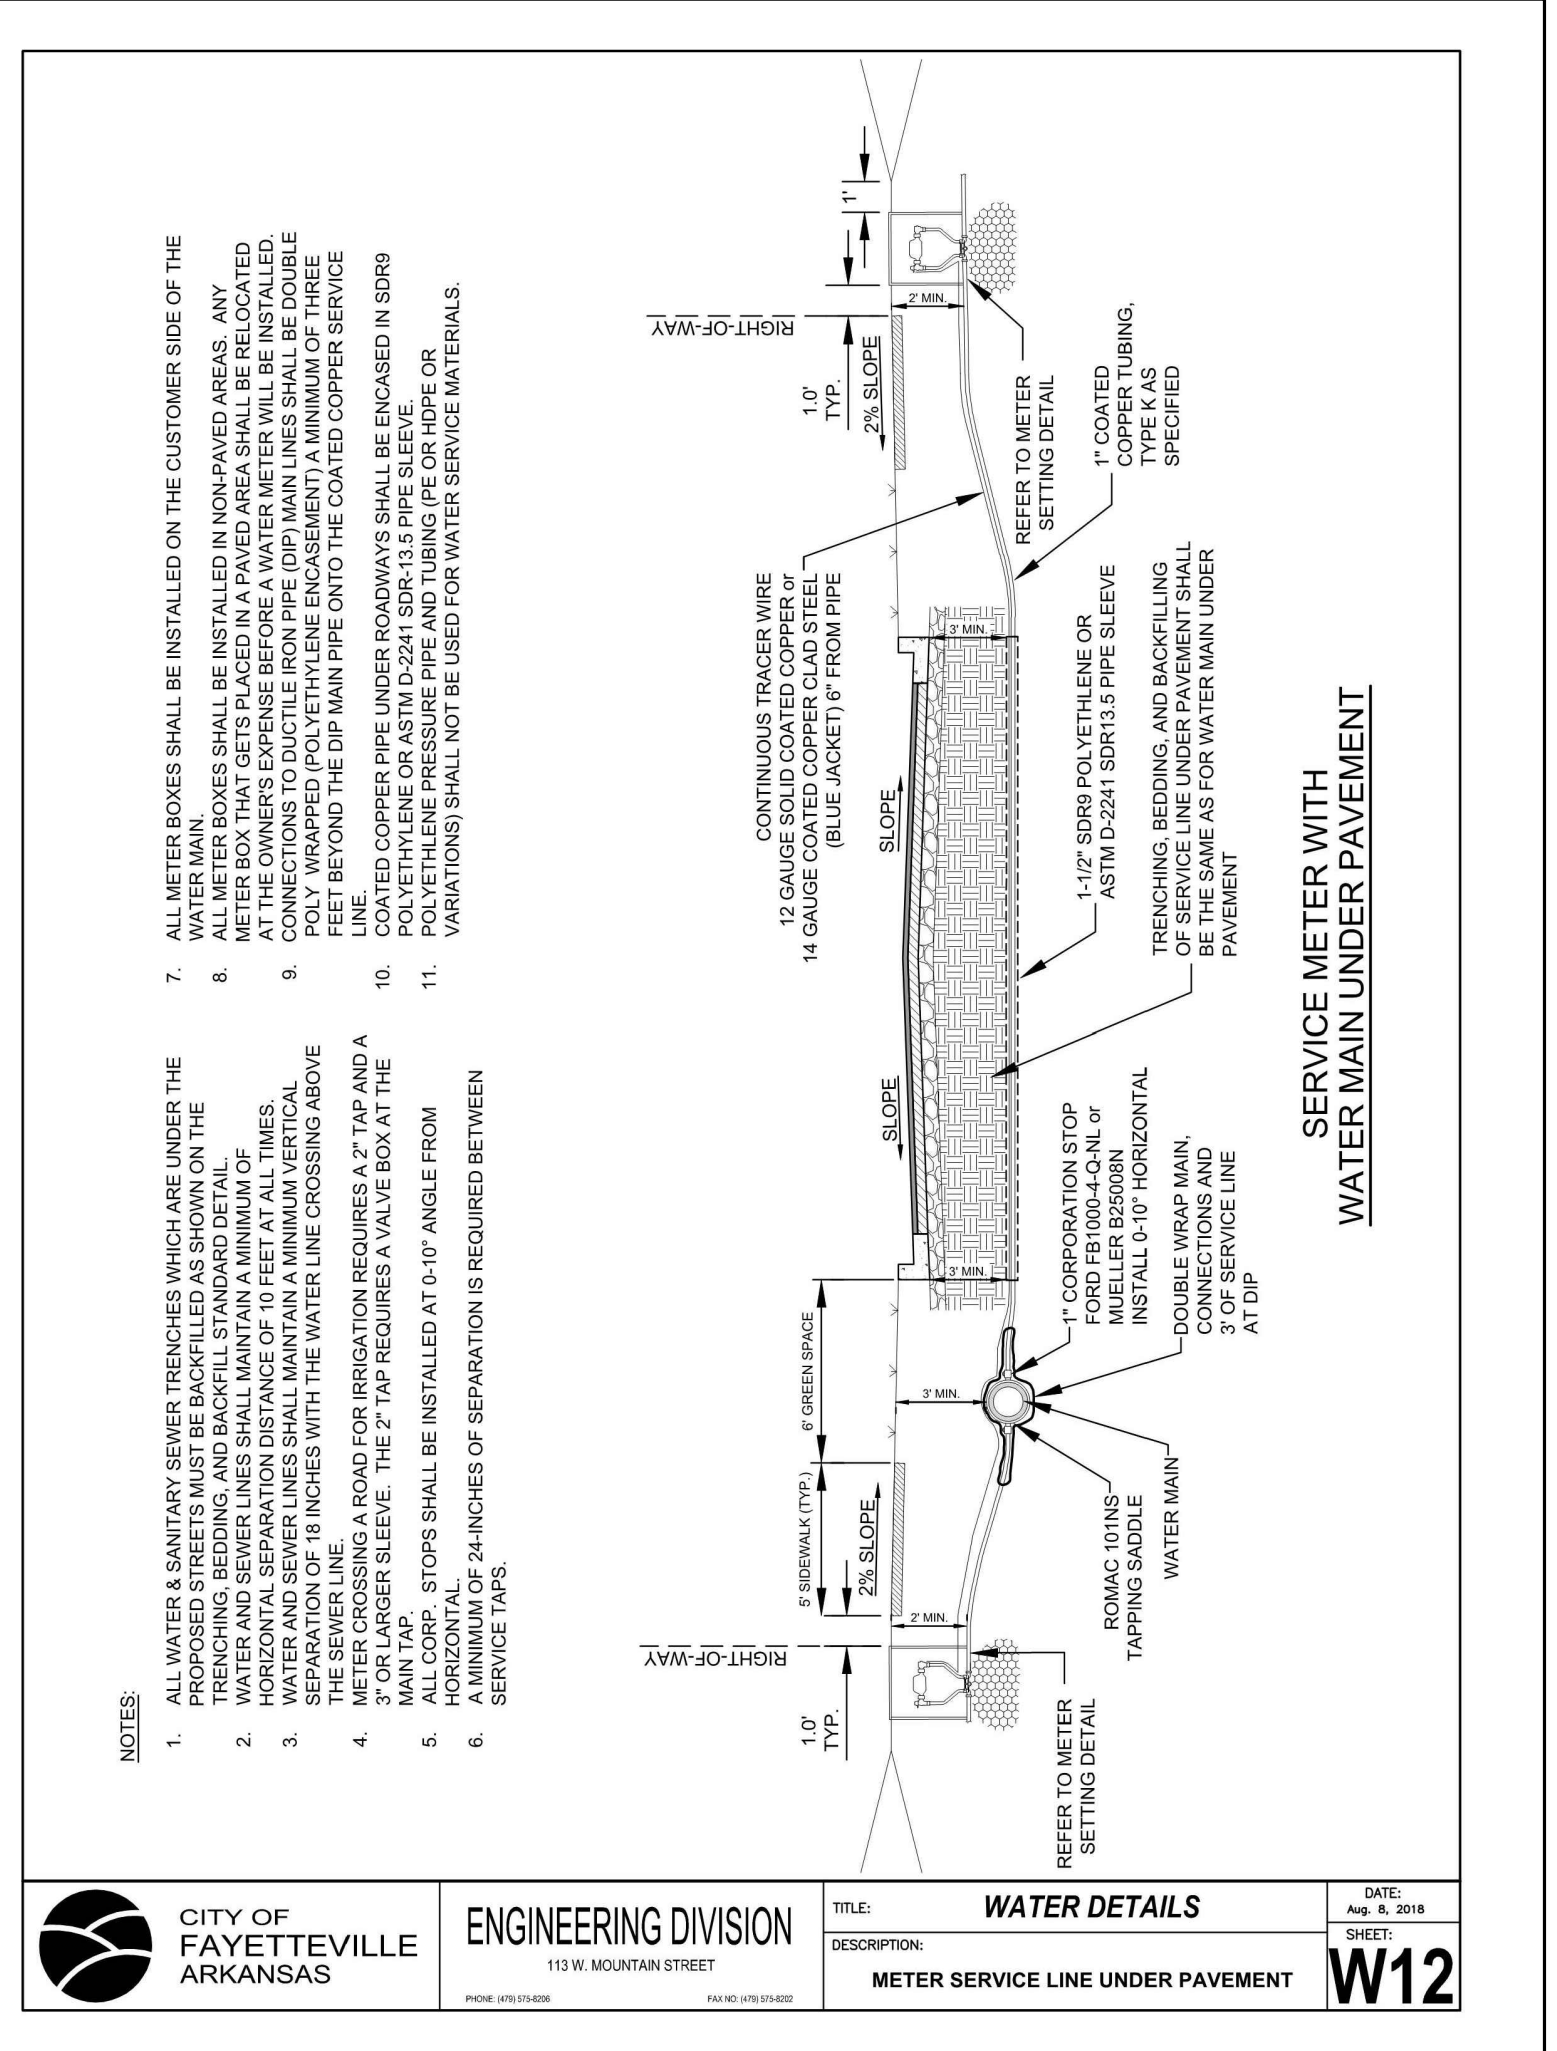 NOTES:
1. ALL WATER & SANITARY SEWER TRENCHES WHICH ARE UNDER THE
PROPOSED STREETS MUST BE BACKFILLED AS SHOWN ON THE
TRENCHING, BEDDING, AND BACKFILL STANDARD DETAIL.
2. WATER AND SEWER LINES SHALL MAINTAIN A MINIMUM OF
HORIZONTAL SEPARATION DISTANCE OF 10 FEET AT ALL TIMES.
3. WATER AND SEWER LINES SHALL MAINTAIN A MINIMUM VERTICAL
SEPARATION OF 18 INCHES WITH THE WATER LINE CROSSING ABOVE
THE SEWER LINE.
4. METER CROSSING A ROAD FOR IRRIGATION REQUIRES A 2" TAP AND A
3" OR LARGER SLEEVE. THE 2" TAP REQUIRES A VALVE BOX AT THE
MAIN TAP.
5. ALL CORP. STOPS SHALL BE INSTALLED AT 0-10° ANGLE FROM
HORIZONTAL.
6. A MINIMUM OF 24-INCHES OF SEPARATION IS REQUIRED BETWEEN
SERVICE TAPS.
7. ALL METER BOXES SHALL BE INSTALLED ON THE CUSTOMER SIDE OF THE
WATER MAIN.
8. ALL METER BOXES SHALL BE INSTALLED IN NON-PAVED AREAS. ANY
METER BOX THAT GETS PLACED IN A PAVED AREA SHALL BE RELOCATED
AT THE OWNER'S EXPENSE BEFORE A WATER METER WILL BE INSTALLED.
9. CONNECTIONS TO DUCTILE IRON PIPE (DIP) MAIN LINES SHALL BE DOUBLE
POLY WRAPPED (POLYETHYLENE ENCASEMENT) A MINIMUM OF THREE
FEET BEYOND THE DIP MAIN PIPE ONTO THE COATED COPPER SERVICE
LINE.
10. COATED COPPER PIPE UNDER ROADWAYS SHALL BE ENCASED IN SDR9
POLYETHYLENE OR ASTM D-2241 SDR-13.5 PIPE SLEEVE.
11. POLYETHLENE PRESSURE PIPE AND TUBING (PE OR HDPE OR
VARIATIONS) SHALL NOT BE USED FOR WATER SERVICE MATERIALS.
RIGHT-OF-WAY
1.0'
TYP.
5' SIDEWALK (TYP.)
6' GREEN SPACE
2% SLOPE
2' MIN.
3' MIN.
3' MIN.
SLOPE
SLOPE
CONTINUOUS TRACER WIRE
12 GAUGE SOLID COATED COPPER or
14 GAUGE COATED COPPER CLAD STEEL
(BLUE JACKET) 6" FROM PIPE
3' MIN.
RIGHT-OF-WAY
1.0'
TYP.
2% SLOPE
2' MIN.
1'
REFER TO METER
SETTING DETAIL
ROMAC 101NS
TAPPING SADDLE
WATER MAIN
1" CORPORATION STOP
FORD FB1000-4-Q-NL or
MUELLER B25008N
INSTALL 0-10° HORIZONTAL
DOUBLE WRAP MAIN,
CONNECTIONS AND
3' OF SERVICE LINE
AT DIP
1-1/2" SDR9 POLYETHLENE OR
ASTM D-2241 SDR13.5 PIPE SLEEVE
TRENCHING, BEDDING, AND BACKFILLING
OF SERVICE LINE UNDER PAVEMENT SHALL
BE THE SAME AS FOR WATER MAIN UNDER
PAVEMENT
REFER TO METER
SETTING DETAIL
1" COATED
COPPER TUBING,
TYPE K AS
SPECIFIED
SERVICE METER WITH
WATER MAIN UNDER PAVEMENT
CITY OF
FAYETTEVILLE
ARKANSAS
ENGINEERING DIVISION
113 W. MOUNTAIN STREET
PHONE: (479) 575-8206 FAX NO: (479) 575-8202
TITLE: WATER DETAILS
DESCRIPTION:
METER SERVICE LINE UNDER PAVEMENT
DATE:
Aug. 8, 2018
SHEET:
W12